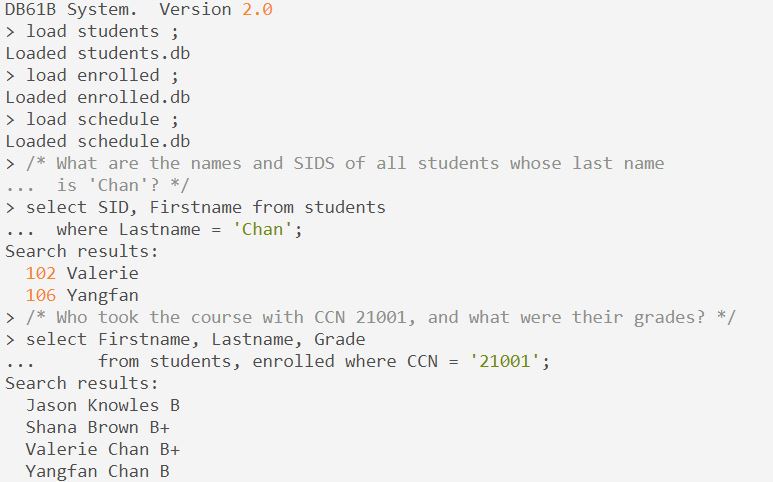 DB61B System.  Version 2.0
> load students ;
Loaded students.db
> load enrolled ;
Loaded enrolled.db
> load schedule ;
Loaded schedule.db
> /* What are the names and SIDS of all students whose last name
...  is 'Chan'? */
> select SID, Firstname from students
...  where Lastname = 'Chan';
Search results:
  102 Valerie
  106 Yangfan
> /* Who took the course with CCN 21001, and what were their grades? */
> select Firstname, Lastname, Grade
...      from students, enrolled where CCN = '21001';
Search results:
  Jason Knowles B
  Shana Brown B+
  Valerie Chan B+
  Yangfan Chan B